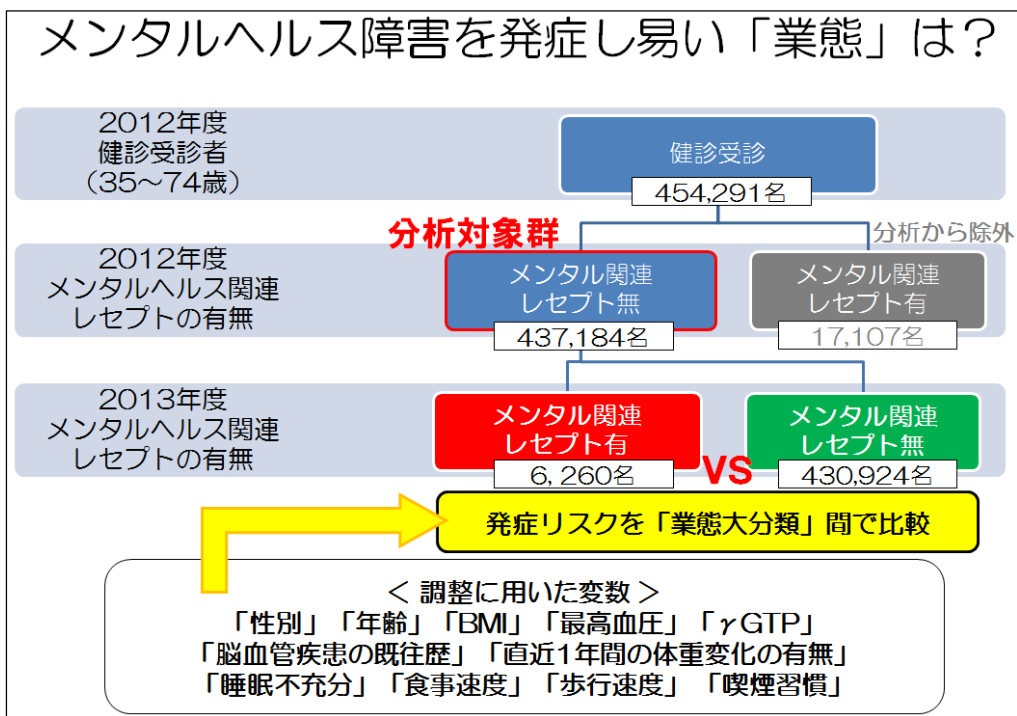 メンタルヘルス障害を発症し易い「業態」は？
2012年度
健診受診者
（35〜74歳）
健診受診
454,291名
分析対象群
分析から除外
2012年度
メンタルヘルス関連
レセプトの有無
メンタル関連
レセプト無
437,184名
メンタル関連
レセプト有
17,107名
2013年度
メンタルヘルス関連
レセプトの有無
メンタル関連
レセプト有
6,260名
VS
メンタル関連
レセプト無
430,924名
発症リスクを「業態大分類」間で比較
＜ 調整に用いた変数 ＞
「性別」「年齢」「BMI」「最高血圧」「γGTP」
「脳血管疾患の既往歴」「直近1年間の体重変化の有無」
「睡眠不充分」「食事速度」「歩行速度」「喫煙習慣」